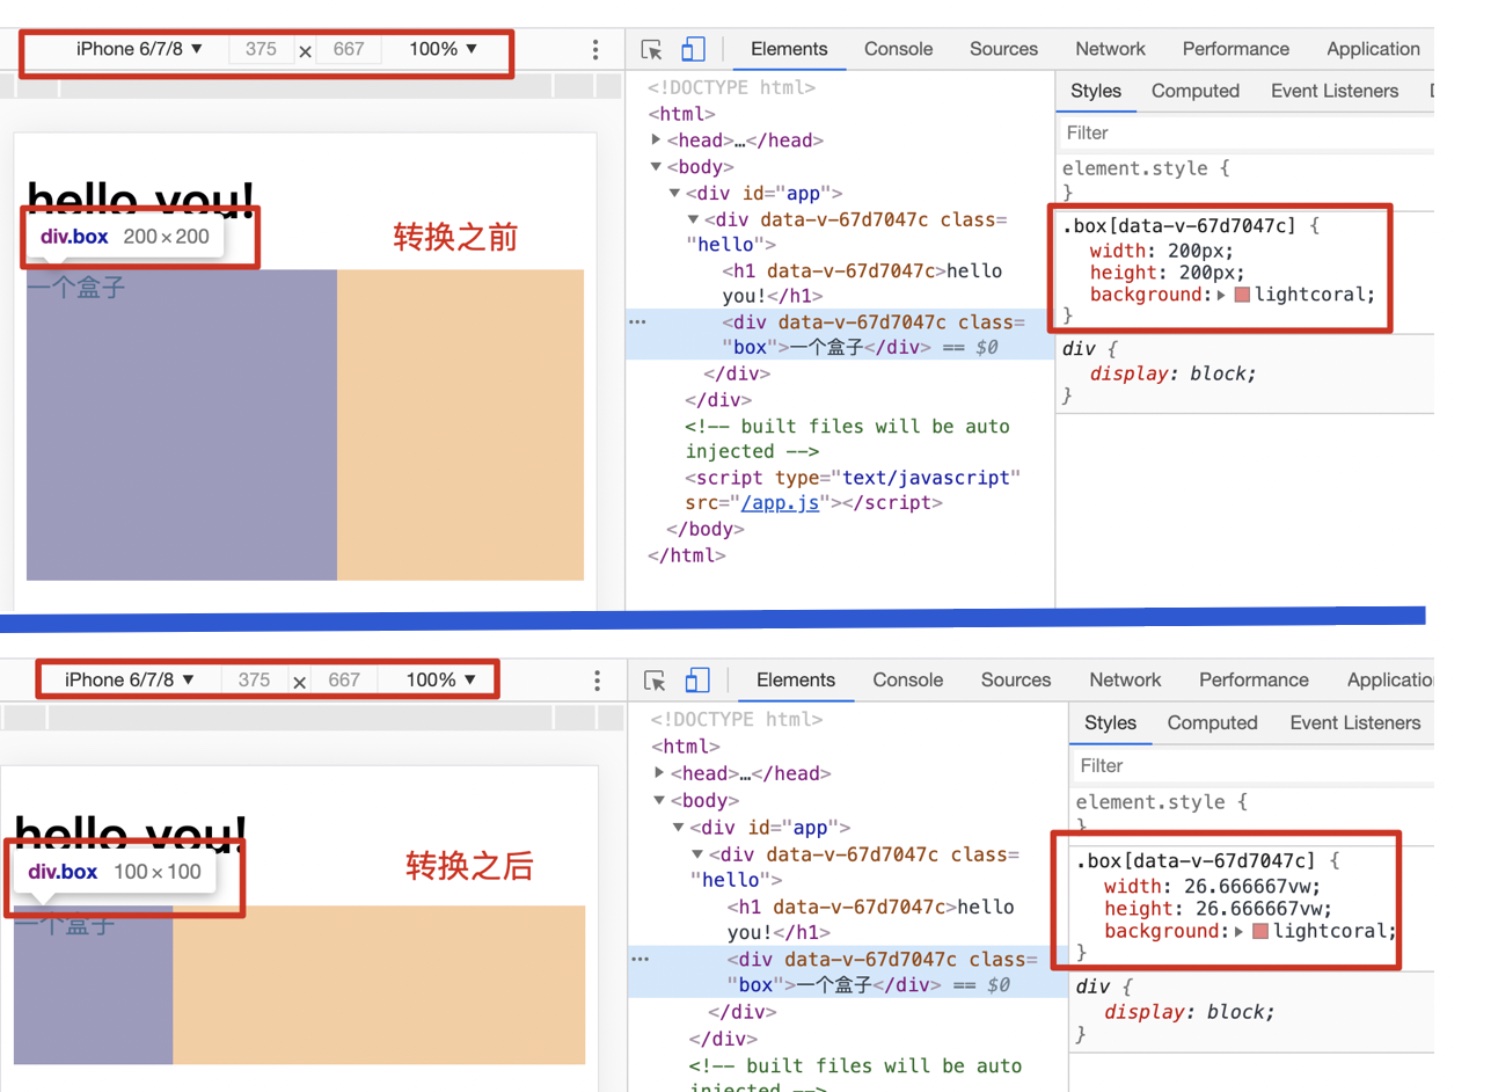 iPhone 6/7/8 ▼ 375 × 667 100% ▼
Elements Console Sources Network Performance Application
<!DOCTYPE html>
<html>
<head>…</head>
<body>
<div id="app">
<div data-v-67d7047c class=
"hello">
<h1 data-v-67d7047c>hello
you!</h1>
<div data-v-67d7047c class=
"box">一个盒子</div> == $0
</div>
</div>
<!-- built files will be auto
injected -->
<script type="text/javascript"
src="/app.js"></script>
</body>
</html>
Styles Computed Event Listeners
Filter
element.style {
}
.box[data-v-67d7047c] {
width: 200px;
height: 200px;
background: lightcoral;
}
div {
display: block;
}
hello you!
div.box 200×200
转换之前
一个盒子
iPhone 6/7/8 ▼ 375 × 667 100% ▼
Elements Console Sources Network Performance Applicatio
<!DOCTYPE html>
<html>
<head>…</head>
<body>
<div id="app">
<div data-v-67d7047c class=
"hello">
<h1 data-v-67d7047c>hello
you!</h1>
<div data-v-67d7047c class=
"box">一个盒子</div> == $0
</div>
</div>
<!-- built files will be auto
injected -->
Styles Computed Event Listeners
Filter
element.style {
}
.box[data-v-67d7047c] {
width: 26.666667vw;
height: 26.666667vw;
background: lightcoral;
}
div {
display: block;
}
hello you!
div.box 100×100
转换之后
一个盒子